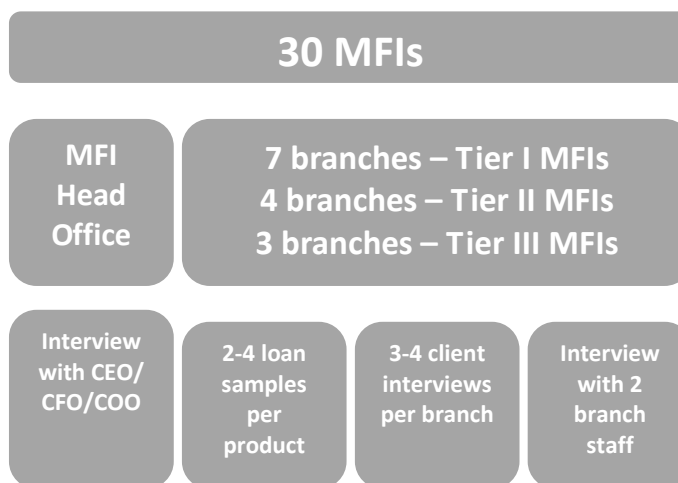 30 MFIs
MFI
Head
Office
7 branches – Tier I MFIs
4 branches – Tier II MFIs
3 branches – Tier III MFIs
Interview
with CEO/
CFO/COO
2-4 loan
samples
per
product
3-4 client
interviews
per branch
Interview
with 2
branch
staff